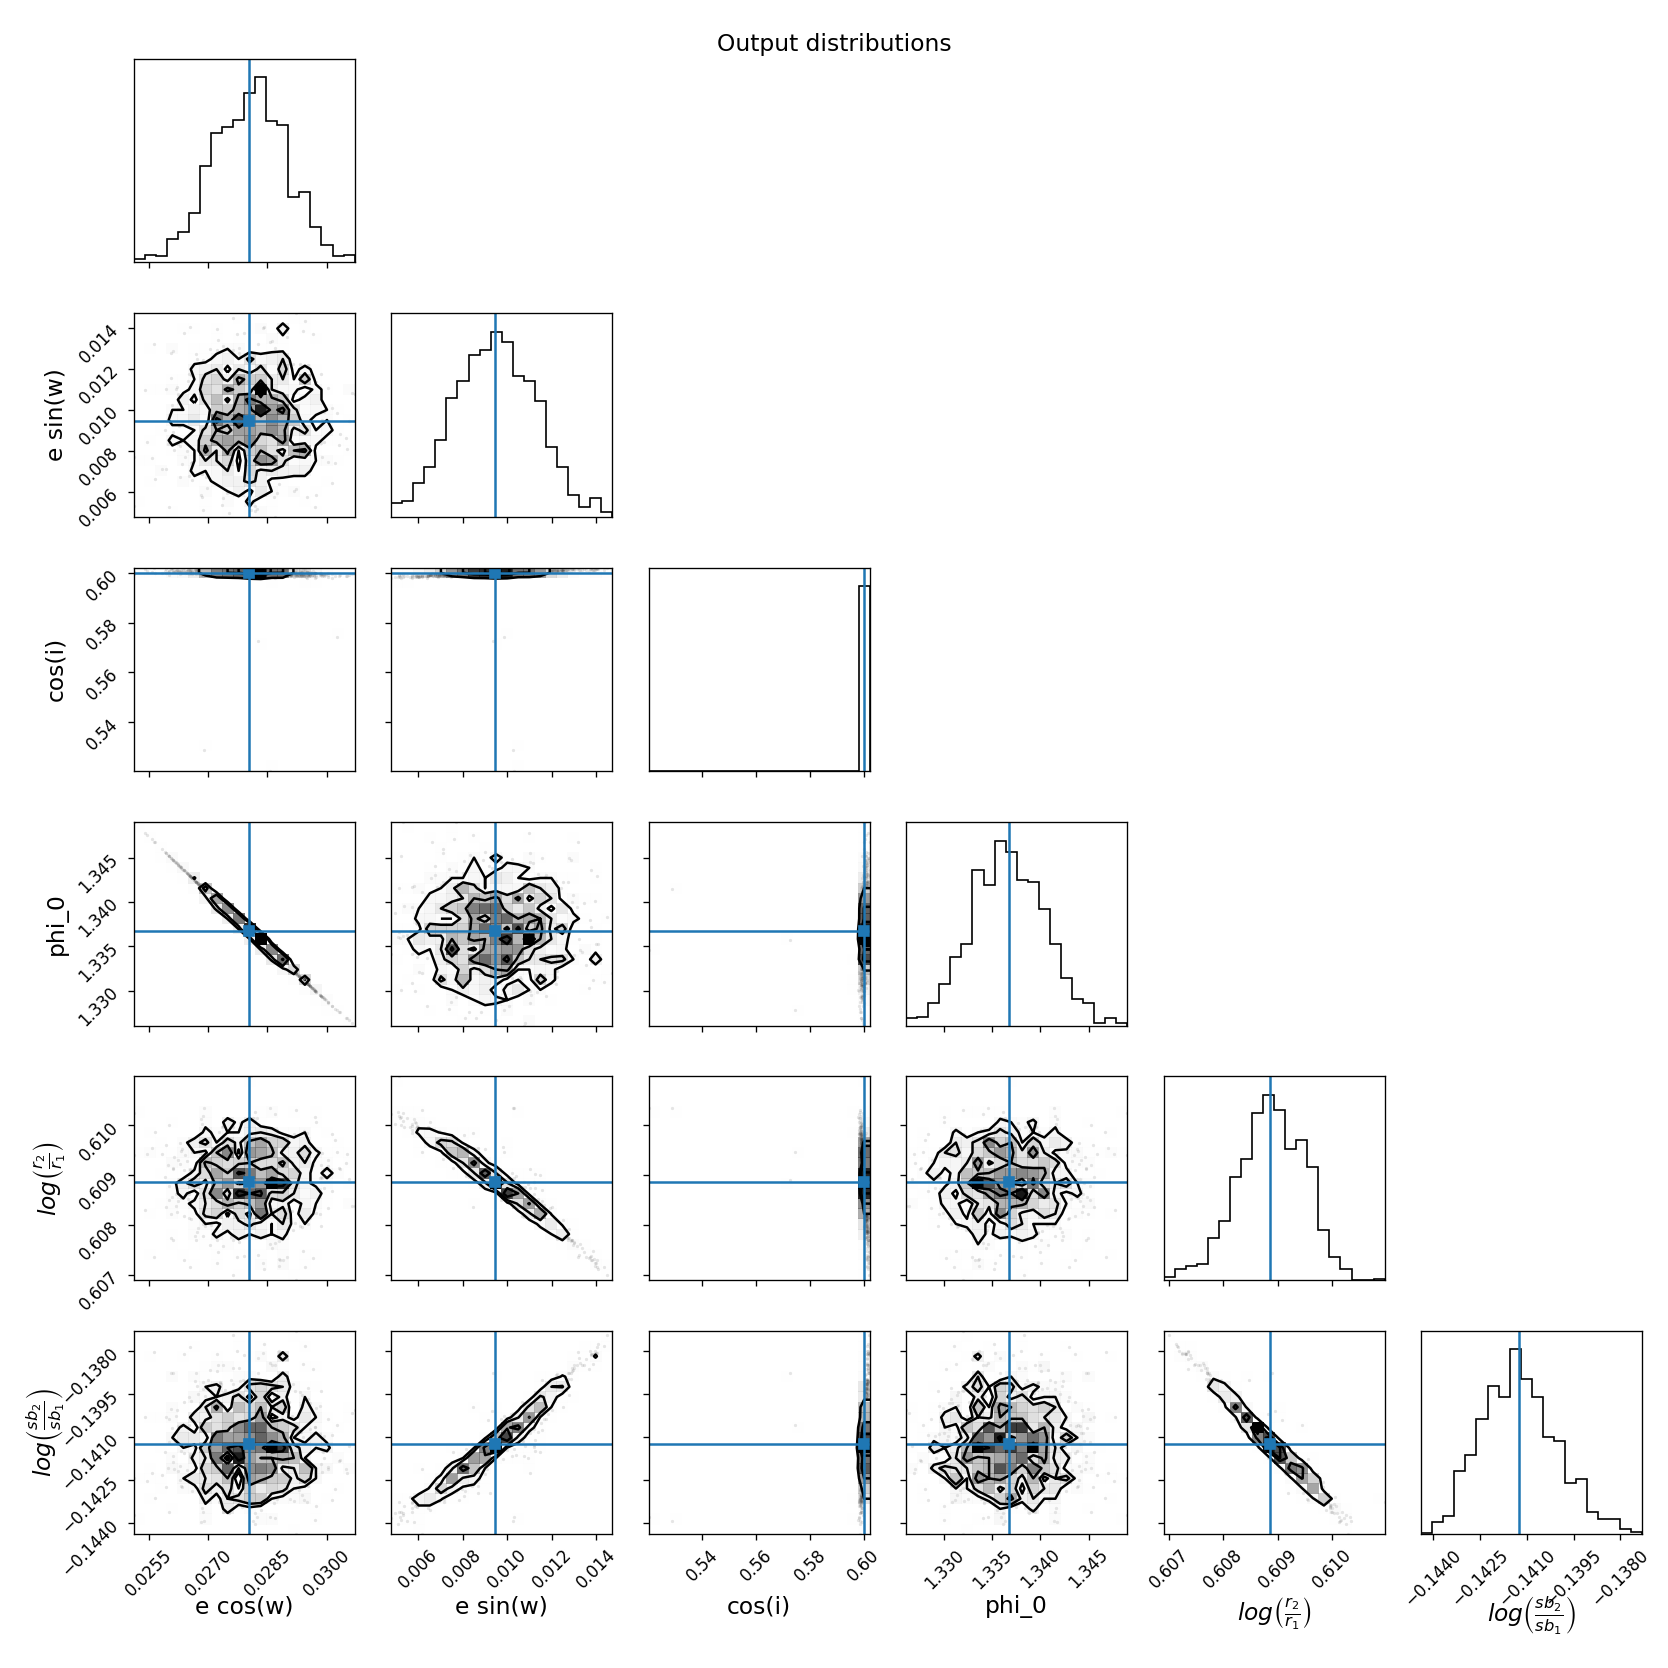 Output distributions
e sin(w)
0.014
0.012
0.010
0.008
0.006
cos(i)
0.60
0.58
0.56
0.54
phi_0
1.345
1.340
1.335
1.330
log(r2/r1)
0.610
0.609
0.608
0.607
log(sb2/sb1)
−0.1380
−0.1395
−0.1410
−0.1425
−0.1440
0.0255 0.0270 0.0285 0.0300
0.006 0.008 0.010 0.012 0.014
0.54 0.56 0.58 0.60
1.330 1.335 1.340 1.345
0.607 0.608 0.609 0.610
−0.1440 −0.1425 −0.1410 −0.1395 −0.1380
e cos(w)
e sin(w)
cos(i)
phi_0
log(r2/r1)
log(sb2/sb1)